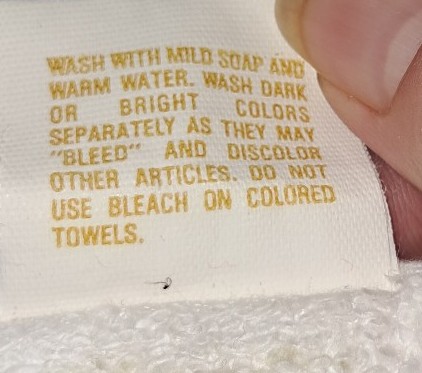 WASH WITH MILD SOAP AND
WARM WATER. WASH DARK
OR BRIGHT COLORS
SEPARATELY AS THEY MAY
"BLEED" AND DISCOLOR
OTHER ARTICLES. DO NOT
USE BLEACH ON COLORED
TOWELS.